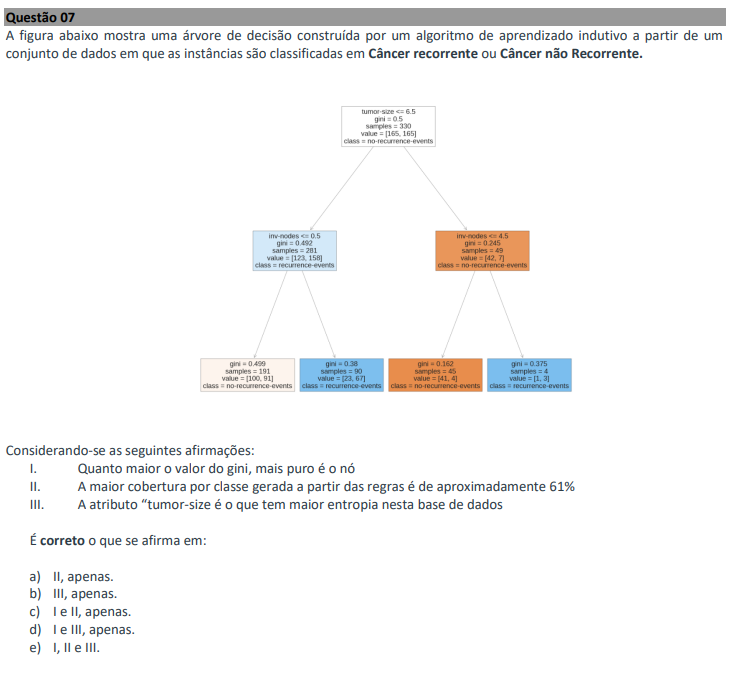 Questão 07
A figura abaixo mostra uma árvore de decisão construída por um algoritmo de aprendizado indutivo a partir de um
conjunto de dados em que as instâncias são classificadas em Câncer recorrente ou Câncer não Recorrente.
tumor-size <= 6.5
gini = 0.5
samples = 330
value = [165, 165]
class = no-recurrence-events
inv-nodes <= 0.5
gini = 0.492
samples = 281
value = [123, 158]
class = recurrence-events
inv-nodes <= 4.5
gini = 0.245
samples = 49
value = [42, 7]
class = no-recurrence-events
gini = 0.499
samples = 191
value = [100, 91]
class = no-recurrence-events
gini = 0.38
samples = 90
value = [23, 67]
class = recurrence-events
gini = 0.162
samples = 45
value = [41, 4]
class = no-recurrence-events
gini = 0.375
samples = 4
value = [1, 3]
class = recurrence-events
Considerando-se as seguintes afirmações:
I. Quanto maior o valor do gini, mais puro é o nó
II. A maior cobertura por classe gerada a partir das regras é de aproximadamente 61%
III. A atributo “tumor-size é o que tem maior entropia nesta base de dados
É correto o que se afirma em:
a) II, apenas.
b) III, apenas.
c) I e II, apenas.
d) I e III, apenas.
e) I, II e III.